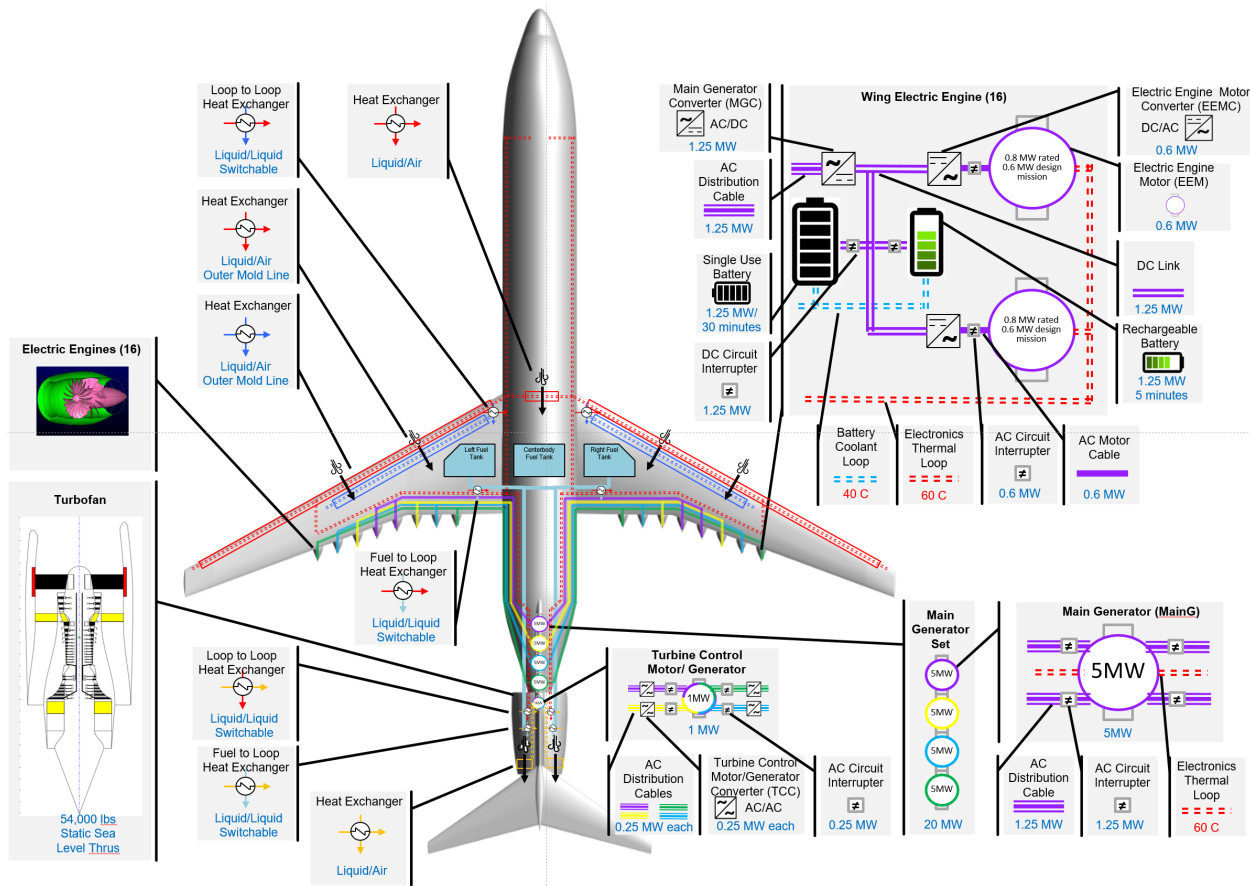 Loop to Loop
Heat Exchanger
Liquid/Liquid
Switchable
Heat Exchanger
Liquid/Air
Heat Exchanger
Liquid/Air
Outer Mold Line
Heat Exchanger
Liquid/Air
Outer Mold Line
Electric Engines (16)
Turbofan
54,000 lbs
Static Sea
Level Thrus
Left Fuel
Tank
Centerbody
Fuel Tank
Right Fuel
Tank
Fuel to Loop
Heat Exchanger
Liquid/Liquid
Switchable
Loop to Loop
Heat Exchanger
Liquid/Liquid
Switchable
Fuel to Loop
Heat Exchanger
Liquid/Liquid
Switchable
Heat Exchanger
Liquid/Air
5MW
5MW
5MW
5MW
Main Generator
Converter (MGC)
AC/DC
1.25 MW
AC
Distribution
Cable
1.25 MW
Single Use
Battery
1.25 MW/
30 minutes
DC Circuit
Interrupter
1.25 MW
Wing Electric Engine (16)
0.8 MW rated
0.6 MW design
mission
0.8 MW rated
0.6 MW design
mission
Electric Engine Motor
Converter (EEMC)
DC/AC
0.6 MW
Electric Engine
Motor (EEM)
0.6 MW
DC Link
1.25 MW
Rechargeable
Battery
1.25 MW
5 minutes
Battery
Coolant
Loop
40 C
Electronics
Thermal
Loop
60 C
AC Circuit
Interrupter
0.6 MW
AC Motor
Cable
0.6 MW
Turbine Control
Motor/ Generator
1MW
1 MW
AC
Distribution
Cables
0.25 MW each
Turbine Control
Motor/Generator
Converter (TCC)
AC/AC
0.25 MW each
AC Circuit
Interrupter
0.25 MW
Main
Generator
Set
5MW
5MW
5MW
5MW
20 MW
Main Generator (MainG)
5MW
5MW
AC
Distribution
Cable
1.25 MW
AC Circuit
Interrupter
1.25 MW
Electronics
Thermal
Loop
60 C